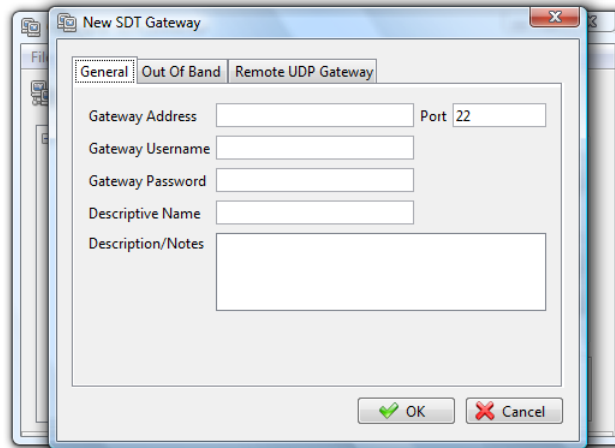 New SDT Gateway
File
General Out Of Band Remote UDP Gateway
Gateway Address Port 22
Gateway Username
Gateway Password
Descriptive Name
Description/Notes
OK Cancel